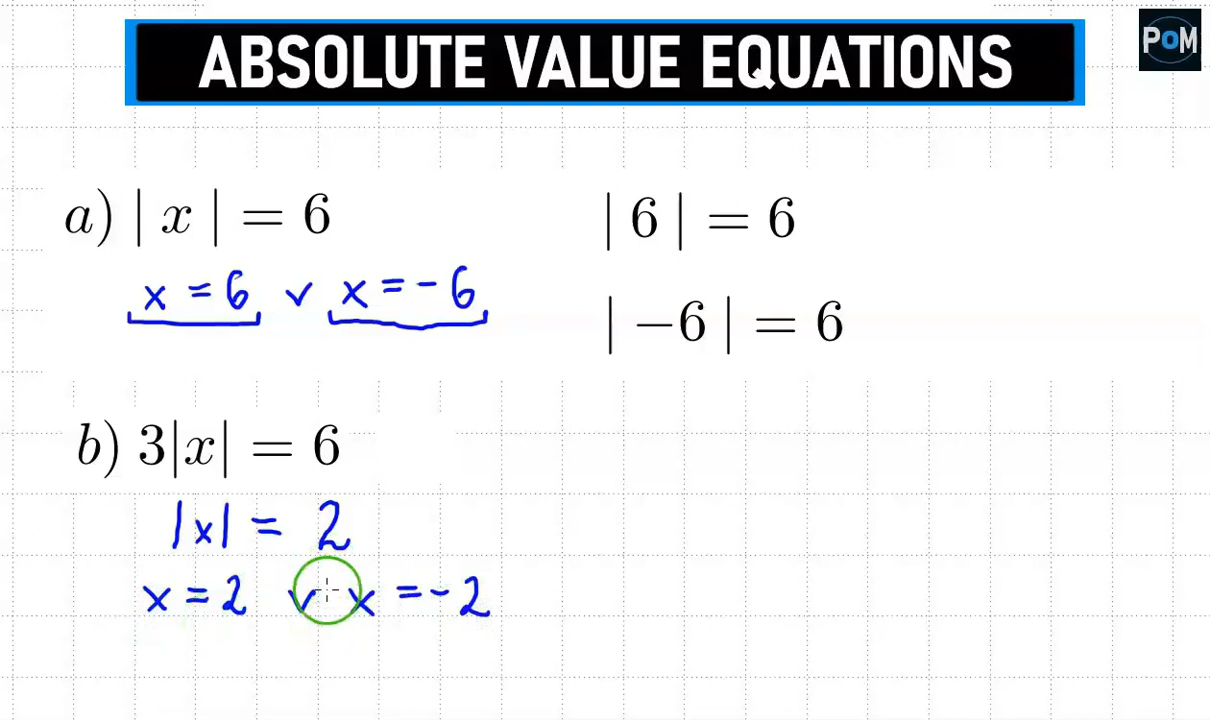 ABSOLUTE VALUE EQUATIONS
PoM
a) | x | = 6
| 6 | = 6
x = 6 v x = -6
| −6 | = 6
b) 3|x| = 6
|x| = 2
x = 2 v x = -2